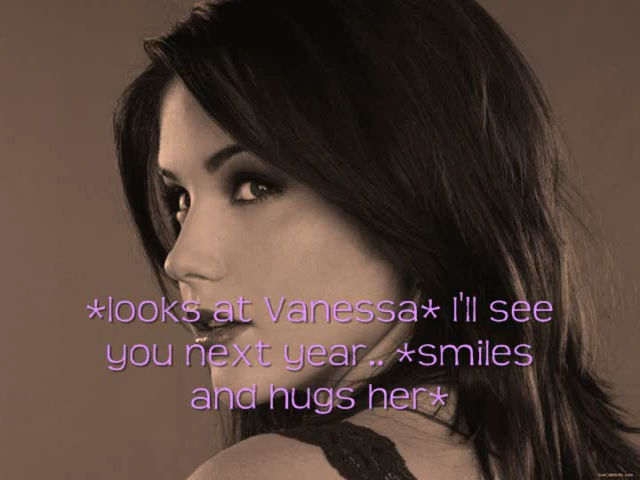 *looks at Vanessa* I'll see
you next year.. *smiles
and hugs her*